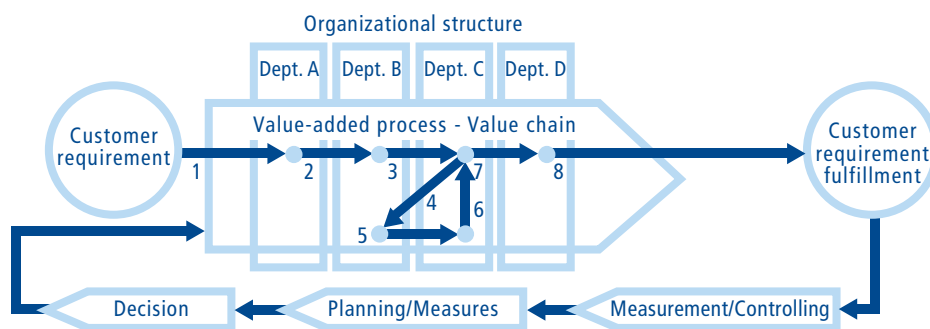 Organizational structure
Dept. A Dept. B Dept. C Dept. D
Value-added process - Value chain
Customer
requirement
Customer
requirement
fulfillment
1 2 3 7 8
4
6
5
Decision Planning/Measures Measurement/Controlling